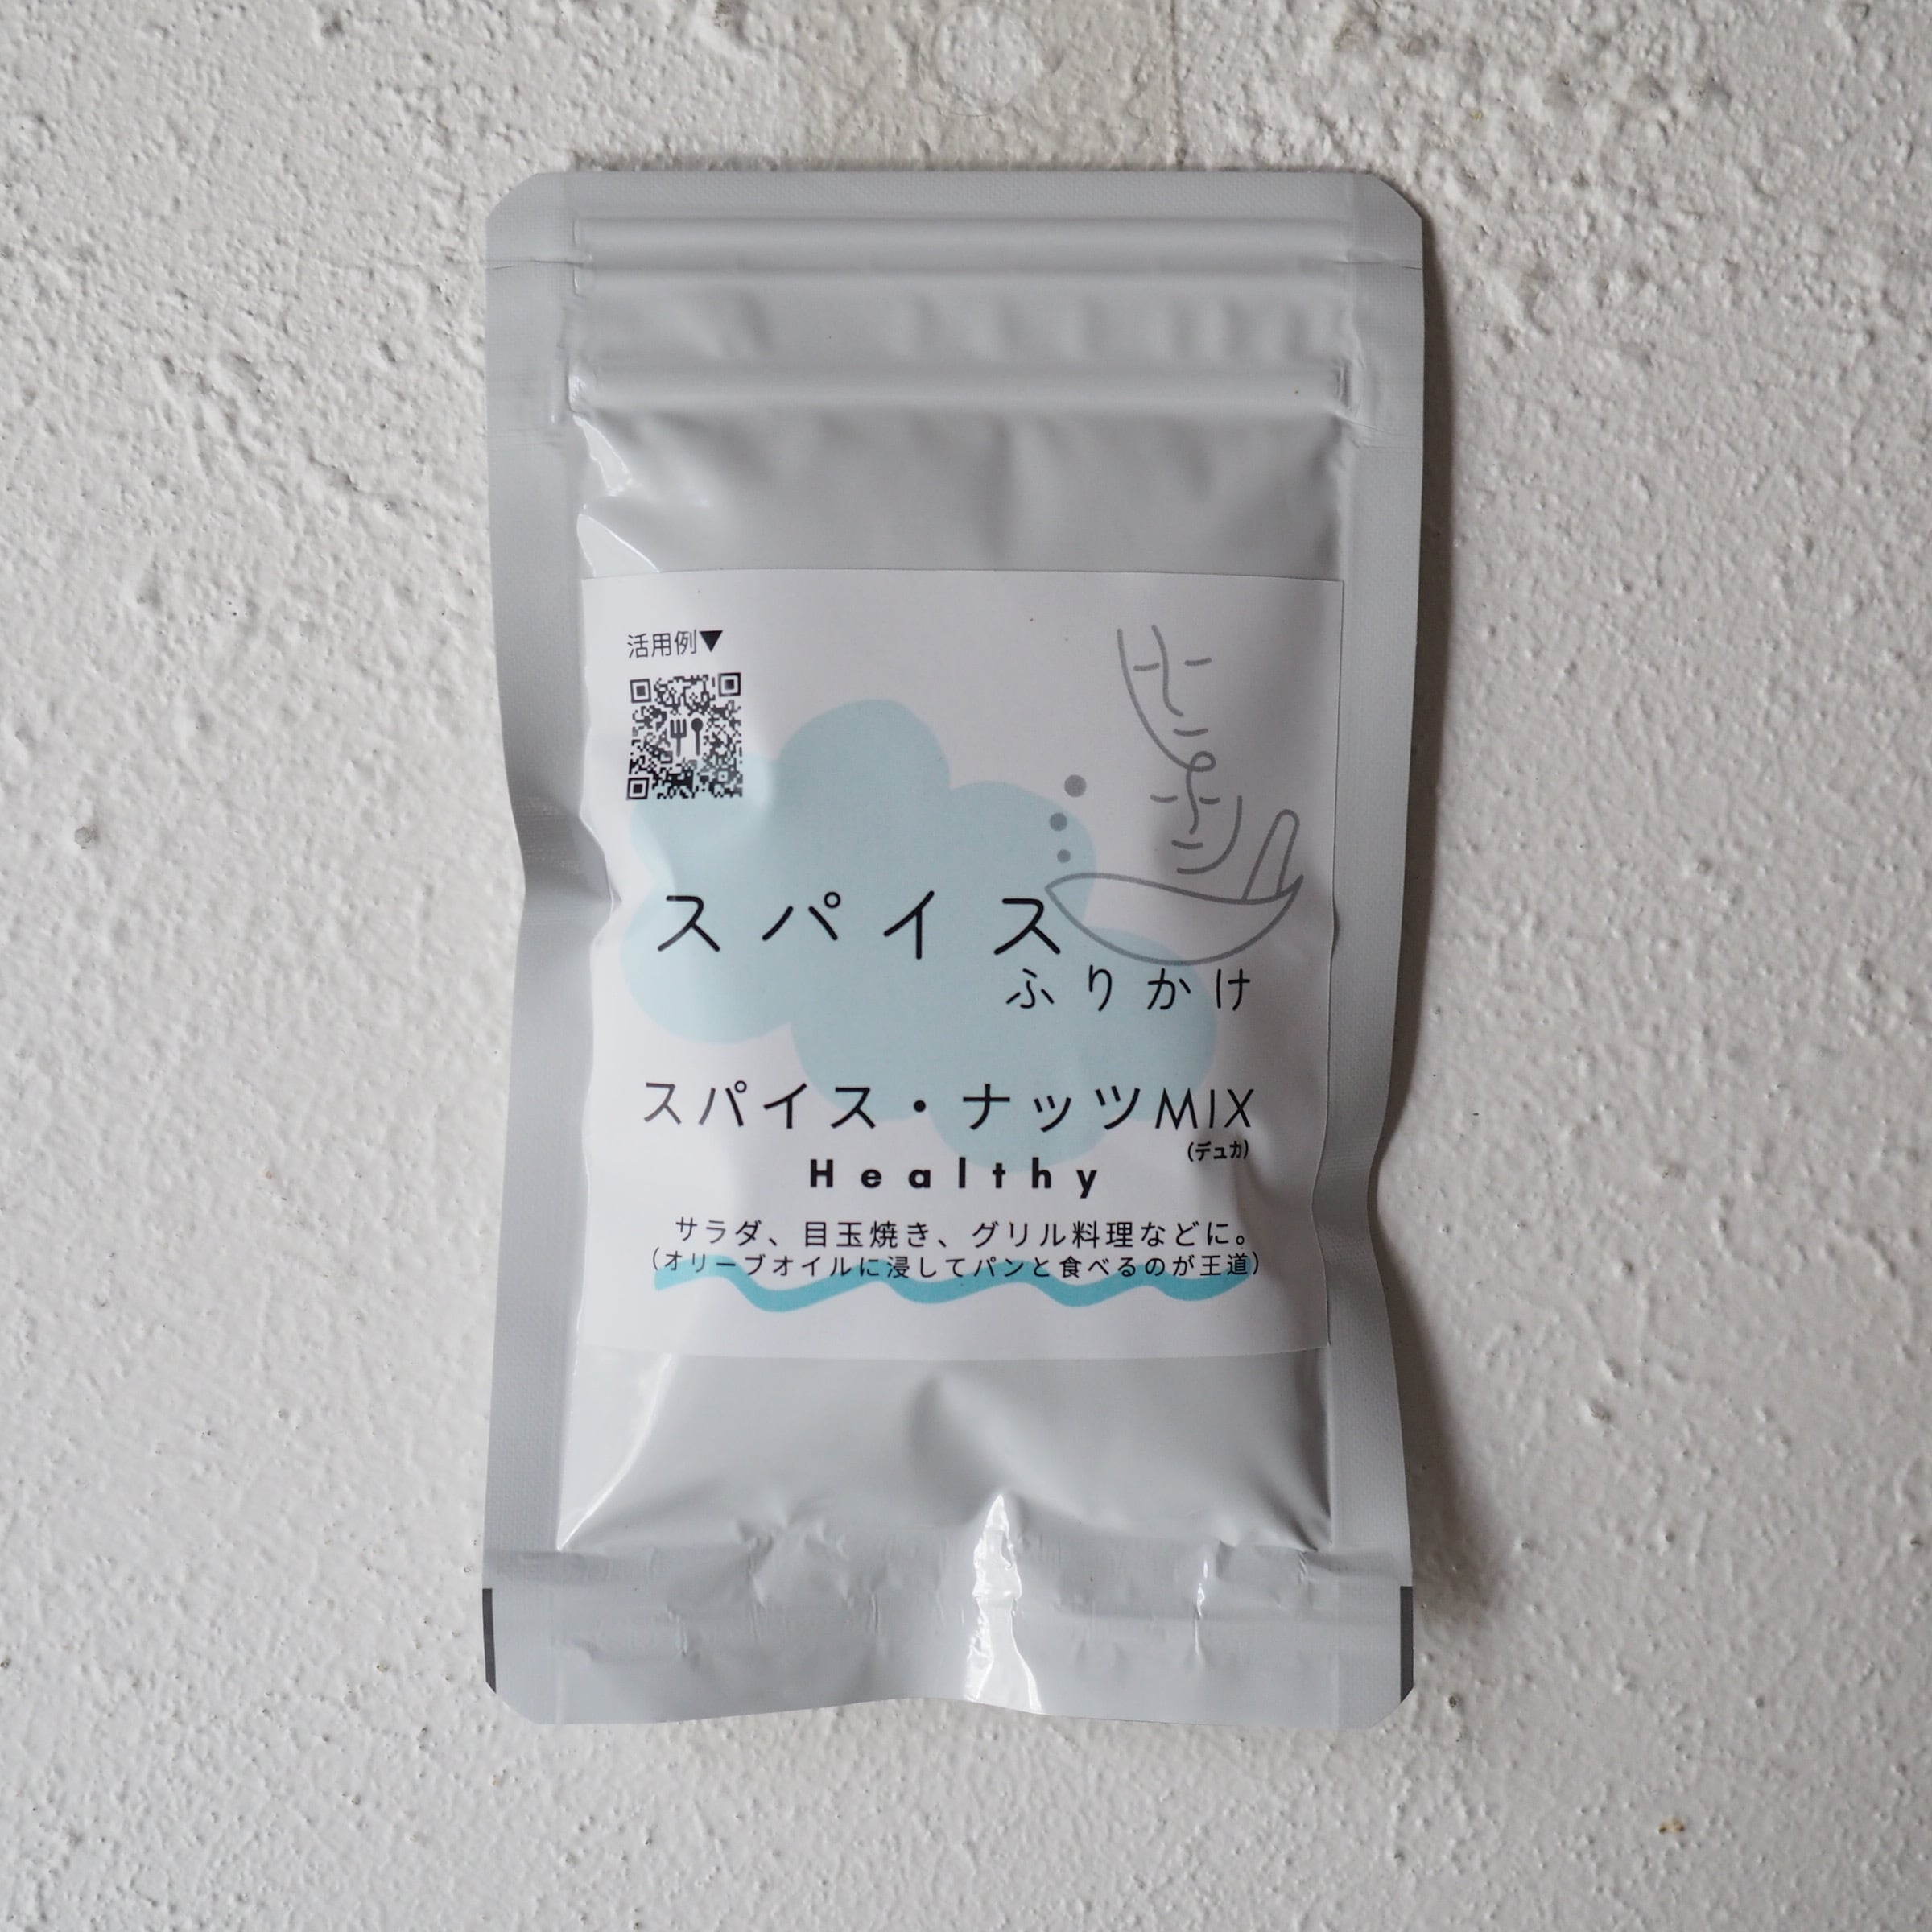 活用例▼
スパイス
ふりかけ
スパイス・ナッツMIX
(デュカ)
Healthy
サラダ、目玉焼き、グリル料理などに。
(オリーブオイルに浸してパンと食べるのが王道)